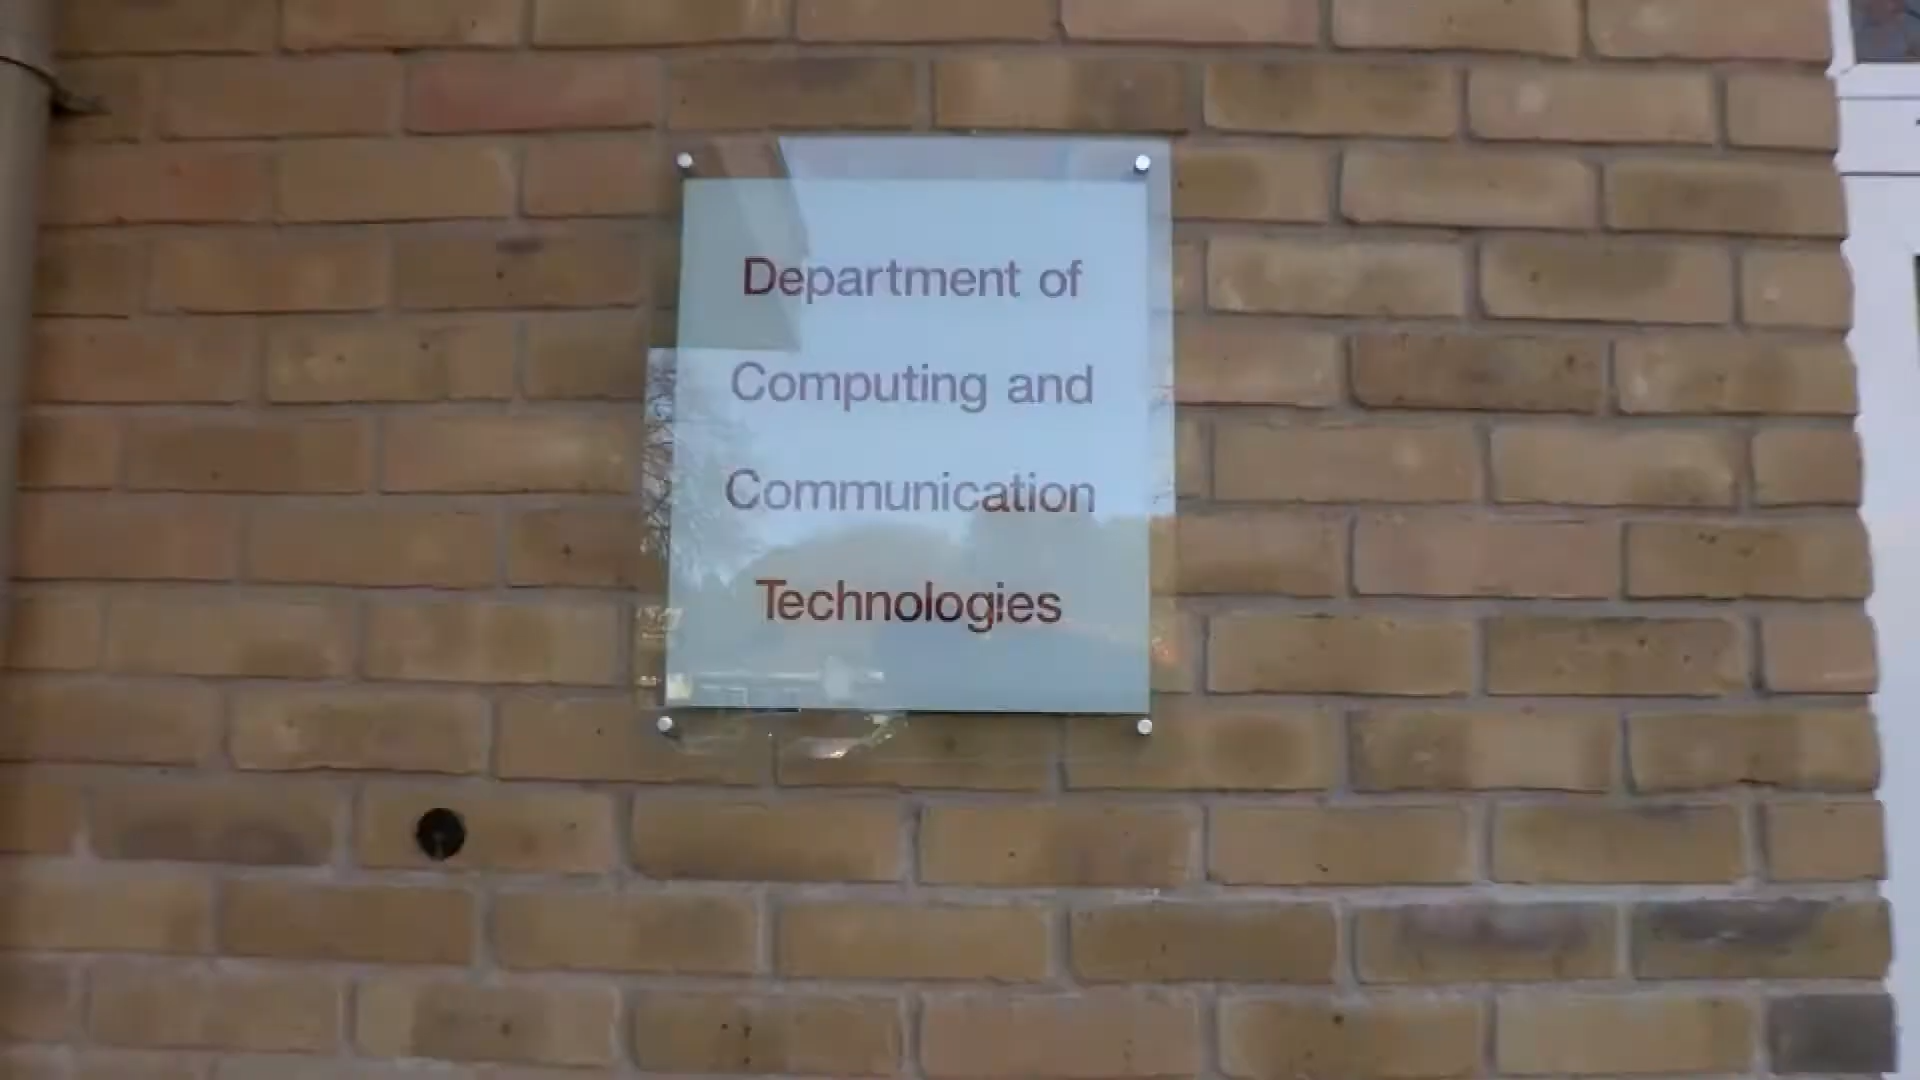 Department of
Computing and
Communication
Technologies